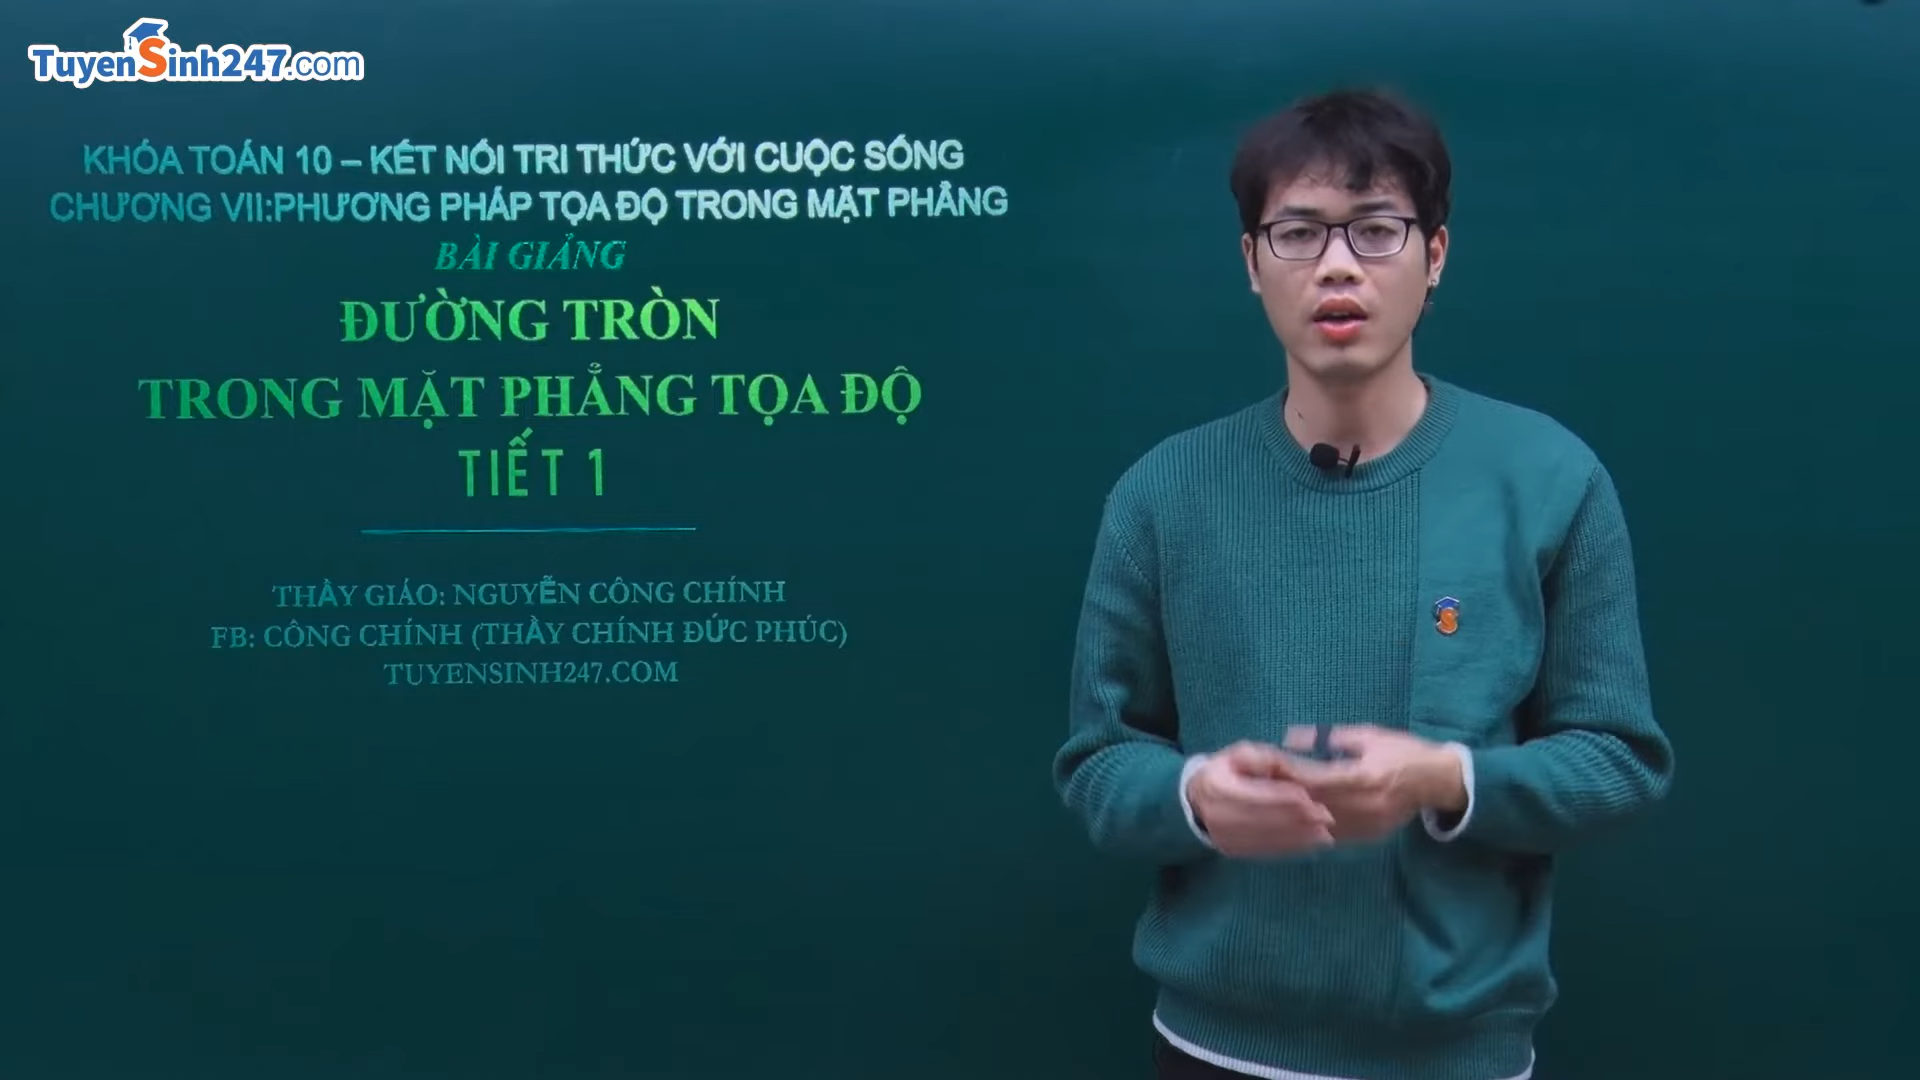 TuyenSinh247.com
KHÓA TOÁN 10 – KẾT NỐI TRI THỨC VỚI CUỘC SỐNG
CHƯƠNG VII:PHƯƠNG PHÁP TỌA ĐỘ TRONG MẶT PHẲNG
BÀI GIẢNG
ĐƯỜNG TRÒN
TRONG MẶT PHẲNG TỌA ĐỘ
TIẾT 1
THẦY GIÁO: NGUYỄN CÔNG CHÍNH
FB: CÔNG CHÍNH (THẦY CHÍNH ĐỨC PHÚC)
TUYENSINH247.COM